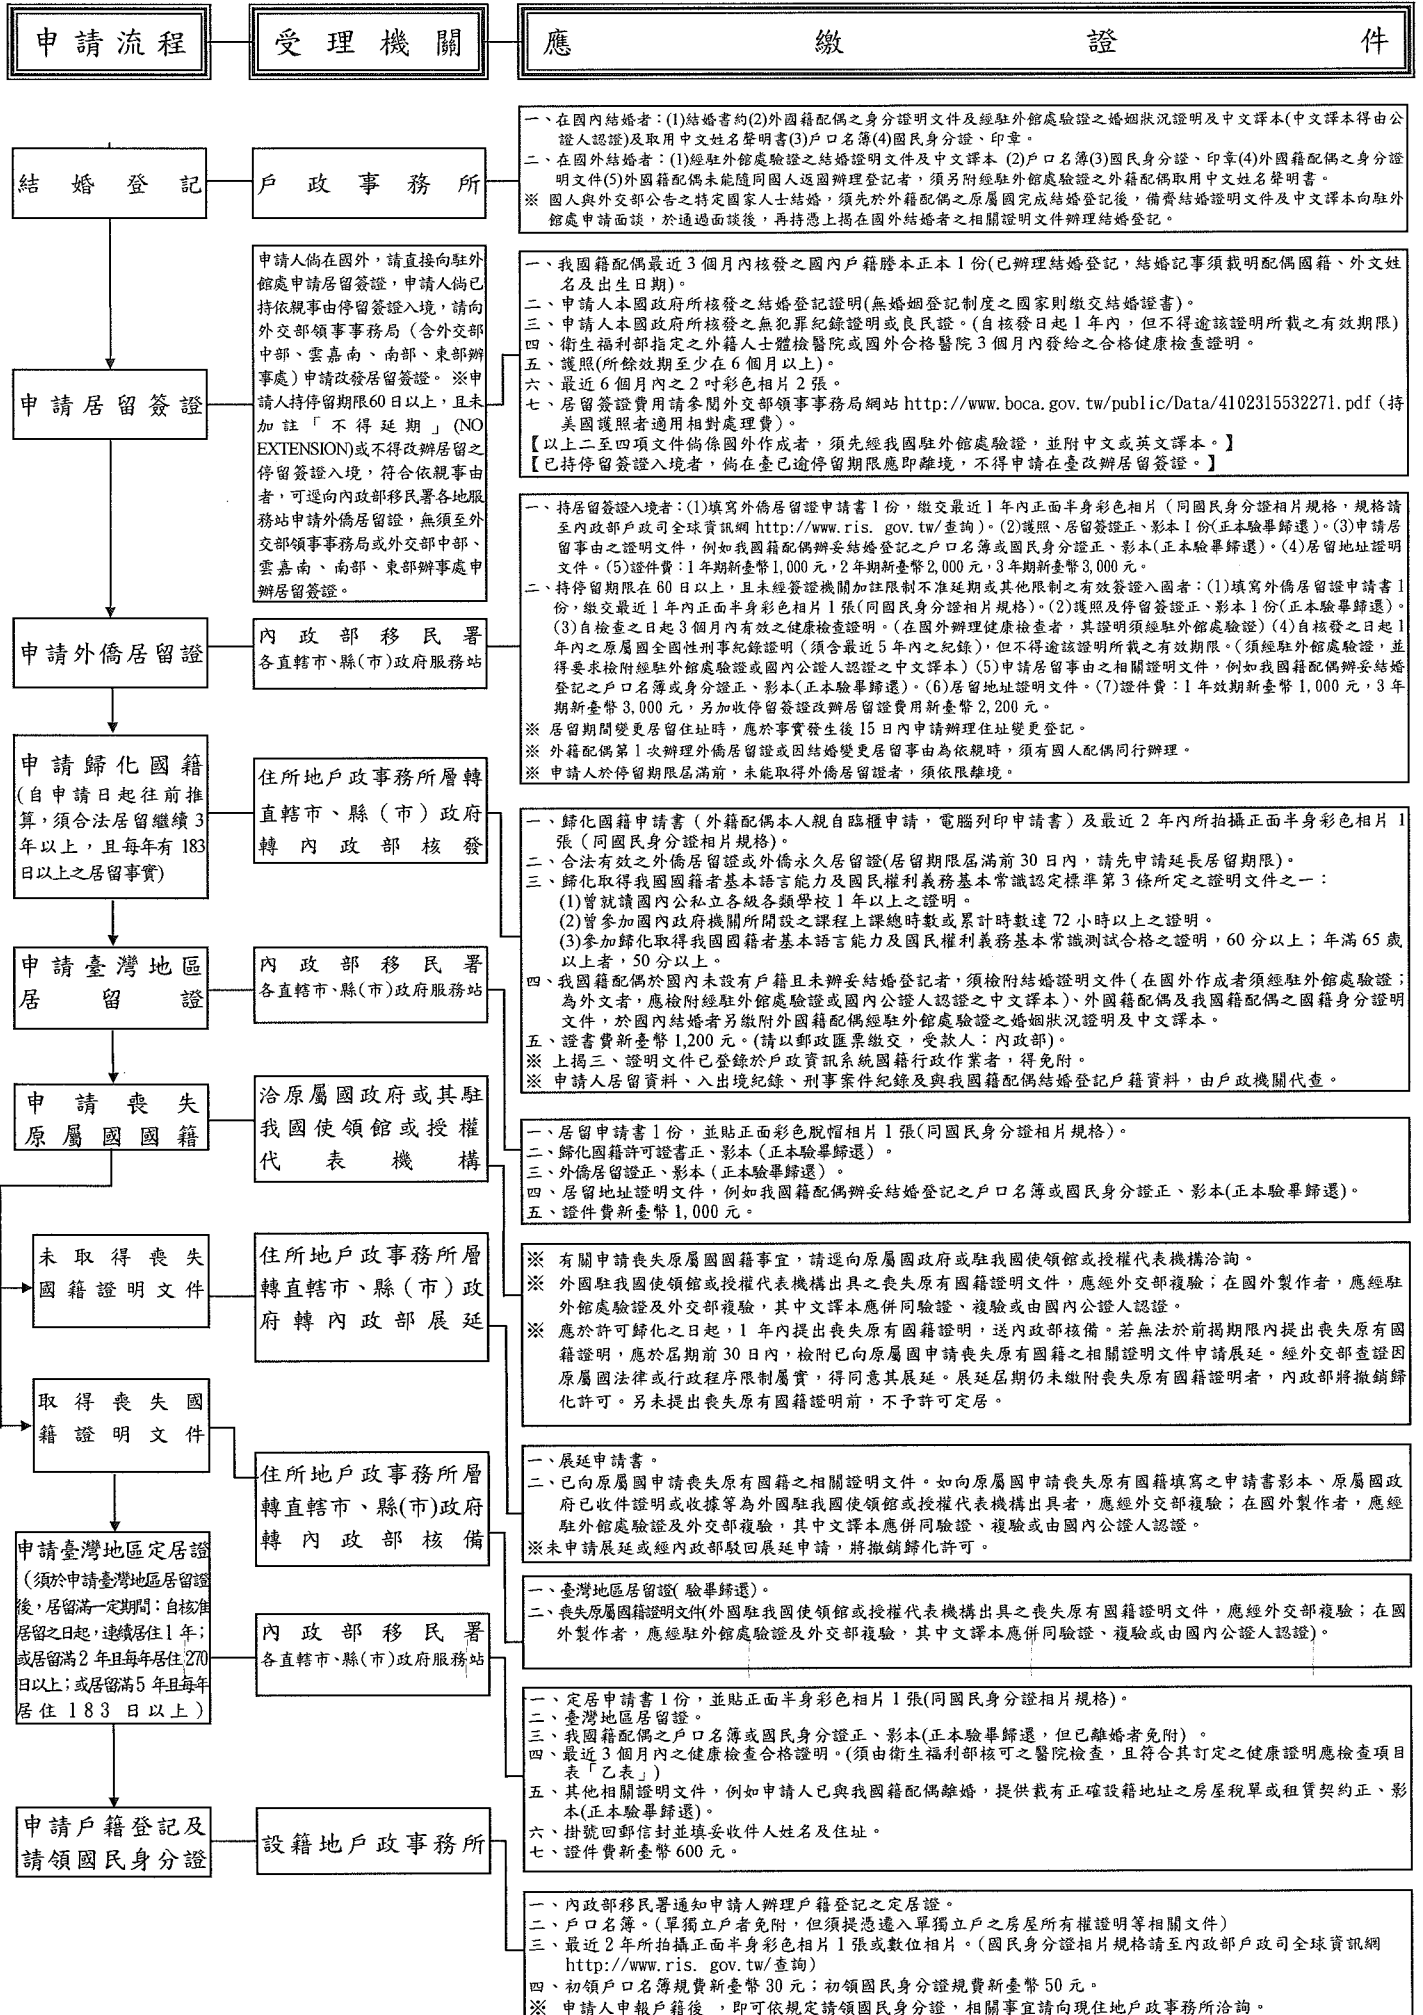 申請流程
受理機關
應繳證件
結婚登記
戶政事務所
一、在國內結婚者：(1)結婚書約(2)外國籍配偶之身分證明文件及經駐外館處驗證之婚姻狀況證明及中文譯本(中文譯本得由公
證人認證)及取用中文姓名聲明書(3)戶口名簿(4)國民身分證、印章。
二、在國外結婚者：(1)經駐外館處驗證之結婚證明文件及中文譯本 (2)戶口名簿(3)國民身分證、印章(4)外國籍配偶之身分證
明文件(5)外國籍配偶未能隨同國人返國辦理登記者，須另附經駐外館處驗證之外籍配偶取用中文姓名聲明書。
※ 國人與外交部公告之特定國家人士結婚，須先於外籍配偶之原屬國完成結婚登記後，備齊結婚證明文件及中文譯本向駐外
館處申請面談，於通過面談後，再持憑上揭在國外結婚者之相關證明文件辦理結婚登記。
申請居留簽證
申請人倘在國外，請直接向駐外
館處申請居留簽證，申請人倘已
持依親事由停留簽證入境，請向
外交部領事事務局（含外交部
中部、雲嘉南、南部、東部辦
事處）申請改發居留簽證。※申
請人持停留期限60日以上，且未
加註「不得延期」(NO
EXTENSION)或不得改辦居留之
停留簽證入境，符合依親事由
者，可逕向內政部移民署各地服
務站申請外僑居留證，無須至外
交部領事事務局或外交部中部、
雲嘉南、南部、東部辦事處申
辦居留簽證。
一、我國籍配偶最近3個月內核發之國內戶籍謄本正本1份(已辦理結婚登記，結婚記事須載明配偶國籍、外文姓
名及出生日期)。
二、申請人本國政府所核發之結婚登記證明(無婚姻登記制度之國家則繳交結婚證書)。
三、申請人本國政府所核發之無犯罪紀錄證明或良民證。(自核發日起1年內，但不得逾該證明所載之有效期限)
四、衛生福利部指定之外籍人士體檢醫院或國外合格醫院3個月內發給之合格健康檢查證明。
五、護照(所餘效期至少在6個月以上)。
六、最近6個月內之2吋彩色相片2張。
七、居留簽證費用請參閱外交部領事事務局網站http://www.boca.gov.tw/public/Data/4102315532271.pdf(持
美國護照者適用相對處理費)。
【以上二至四項文件倘係國外作成者，須先經我國駐外館處驗證，並附中文或英文譯本。】
【已持停留簽證入境者，倘在臺已逾停留期限應即離境，不得申請在臺改辦居留簽證。】
申請外僑居留證
內政部移民署
各直轄市、縣(市)政府服務站
一、持居留簽證入境者：(1)填寫外僑居留證申請書1份，繳交最近1年內正面半身彩色相片（同國民身分證相片規格，規格請
至內政部戶政司全球資訊網 http://www.ris. gov.tw/查詢）。(2)護照、居留簽證正、影本1份(正本驗畢歸還)。(3)申請居
留事由之證明文件，例如我國籍配偶辦妥結婚登記之戶口名簿或國民身分證正、影本(正本驗畢歸還)。(4)居留地址證明
文件。(5)證件費：1年期新臺幣1,000元，2年期新臺幣2,000元，3年期新臺幣3,000元。
二、持停留期限在60日以上，且未經簽證機關加註限制不准延期或其他限制之有效簽證入國者：(1)填寫外僑居留證申請書1
份，繳交最近1年內正面半身彩色相片1張(同國民身分證相片規格)。(2)護照及停留簽證正、影本1份(正本驗畢歸還)。
(3)自檢查之日起3個月內有效之健康檢查證明。(在國外辦理健康檢查者，其證明須經駐外館處驗證) (4)自核發之日起1
年內之原屬國全國性刑事紀錄證明（須含最近5年內之紀錄），但不得逾該證明所載之有效期限。(須經駐外館處驗證，並
得要求檢附經駐外館處驗證或國內公證人認證之中文譯本) (5)申請居留事由之相關證明文件，例如我國籍配偶辦妥結婚
登記之戶口名簿或身分證正、影本(正本驗畢歸還)。(6)居留地址證明文件。(7)證件費：1年效期新臺幣1,000元，3年
期新臺幣3,000元，另加收停留簽證改辦居留證費用新臺幣2,200元。
※ 居留期間變更居留住址時，應於事實發生後15日內申請辦理住址變更登記。
※ 外籍配偶第1次辦理外僑居留證或因結婚變更居留事由為依親時，須有國人配偶同行辦理。
※ 申請人於停留期限屆滿前，未能取得外僑居留證者，須依限離境。
申請歸化國籍
(自申請日起往前推
算，須合法居留繼續3
年以上，且每年有183
日以上之居留事實)
住所地戶政事務所層轉
直轄市、縣（市）政府
轉內政部核發
一、歸化國籍申請書（外籍配偶本人親自臨櫃申請，電腦列印申請書）及最近2年內所拍攝正面半身彩色相片1
張（同國民身分證相片規格)。
二、合法有效之外僑居留證或外僑永久居留證(居留期限屆滿前30日內，請先申請延長居留期限)。
三、歸化取得我國國籍者基本語言能力及國民權利義務基本常識認定標準第3條所定之證明文件之一：
(1)曾就讀國內公私立各級各類學校1年以上之證明。
(2)曾參加國內政府機關所開設之課程上課總時數或累計時數達72小時以上之證明。
(3)參加歸化取得我國國籍者基本語言能力及國民權利義務基本常識測試合格之證明，60分以上；年滿65歲
以上者，50分以上。
四、我國籍配偶於國內未設有戶籍且未辦妥結婚登記者，須檢附結婚證明文件(在國外作成者須經駐外館處驗證；
為外文者，應檢附經駐外館處驗證或國內公證人認證之中文譯本)、外國籍配偶及我國籍配偶之國籍身分證明
文件，於國內結婚者另繳附外國籍配偶經駐外館處驗證之婚姻狀況證明及中文譯本。
五、證書費新臺幣1,200元。(請以郵政匯票繳交，受款人：內政部)。
※ 上揭三、證明文件已登錄於戶政資訊系統國籍行政作業者，得免附。
※ 申請人居留資料、入出境紀錄、刑事案件紀錄及與我國籍配偶結婚登記戶籍資料，由戶政機關代查。
申請臺灣地區
居留證
內政部移民署
各直轄市、縣(市)政府服務站
一、居留申請書1份，並貼正面彩色脫帽相片1張(同國民身分證相片規格)。
二、歸化國籍許可證書正、影本（正本驗畢歸還）。
三、外僑居留證正、影本（正本驗畢歸還）。
四、居留地址證明文件，例如我國籍配偶辦妥結婚登記之戶口名簿或國民身分證正、影本(正本驗畢歸還)。
五、證件費新臺幣1,000元。
申請喪失
原屬國國籍
洽原屬國政府或其駐
我國使領館或授權
代表機構
※ 有關申請喪失原屬國國籍事宜，請逕向原屬國政府或駐我國使領館或授權代表機構洽詢。
※ 外國駐我國使領館或授權代表機構出具之喪失原有國籍證明文件，應經外交部複驗；在國外製作者，應經駐
外館處驗證及外交部複驗，其中文譯本應併同驗證、複驗或由國內公證人認證。
※ 應於許可歸化之日起，1年內提出喪失原有國籍證明，送內政部核備。若無法於前揭期限內提出喪失原有國
籍證明，應於屆期前30日內，檢附已向原屬國申請喪失原有國籍之相關證明文件申請展延。經外交部查證因
原屬國法律或行政程序限制屬實，得同意其展延。展延屆期仍未繳附喪失原有國籍證明者，內政部將撤銷歸
化許可。另未提出喪失原有國籍證明前，不予許可定居。
未取得喪失
國籍證明文件
住所地戶政事務所層
轉直轄市、縣（市）政
府轉內政部展延
一、展延申請書。
二、已向原屬國申請喪失原有國籍之相關證明文件。如向原屬國申請喪失原有國籍填寫之申請書影本、原屬國政
府已收件證明或收據等為外國駐我國使領館或授權代表機構出具者，應經外交部複驗；在國外製作者，應經
駐外館處驗證及外交部複驗，其中文譯本應併同驗證、複驗或由國內公證人認證。
※未申請展延或經內政部駁回展延申請，將撤銷歸化許可。
取得喪失國
籍證明文件
住所地戶政事務所層
轉直轄市、縣(市)政府
轉內政部核備
一、臺灣地區居留證( 驗畢歸還)。
二、喪失原屬國籍證明文件(外國駐我國使領館或授權代表機構出具之喪失原有國籍證明文件，應經外交部複驗；在國
外製作者，應經駐外館處驗證及外交部複驗，其中文譯本應併同驗證、複驗或由國內公證人認證)。
申請臺灣地區定居證
（須於申請臺灣地區居留證
後，居留滿一定期間：自核准
居留之日起，連續居住1年；
或居留滿2年且每年居住270
日以上；或居留滿5年且每年
居住183日以上）
內政部移民署
各直轄市、縣(市)政府服務站
一、定居申請書1份，並貼正面半身彩色相片1張(同國民身分證相片規格)。
二、臺灣地區居留證。
三、我國籍配偶之戶口名簿或國民身分證正、影本(正本驗畢歸還，但已離婚者免附) 。
四、最近3個月內之健康檢查合格證明。(須由衛生福利部核可之醫院檢查，且符合其訂定之健康證明應檢查項目
表「乙表」)
五、其他相關證明文件，例如申請人已與我國籍配偶離婚，提供載有正確設籍地址之房屋稅單或租賃契約正、影
本(正本驗畢歸還)。
六、掛號回郵信封並填妥收件人姓名及住址。
七、證件費新臺幣600元。
申請戶籍登記及
請領國民身分證
設籍地戶政事務所
一、內政部移民署通知申請人辦理戶籍登記之定居證。
二、戶口名簿。(單獨立戶者免附，但須提憑遷入單獨立戶之房屋所有權證明等相關文件)
三、最近2年所拍攝正面半身彩色相片1張或數位相片。(國民身分證相片規格請至內政部戶政司全球資訊網
http://www.ris. gov.tw/查詢)
四、初領戶口名簿規費新臺幣30元；初領國民身分證規費新臺幣50元。
※ 申請人申報戶籍後 ，即可依規定請領國民身分證，相關事宜請向現住地戶政事務所洽詢。